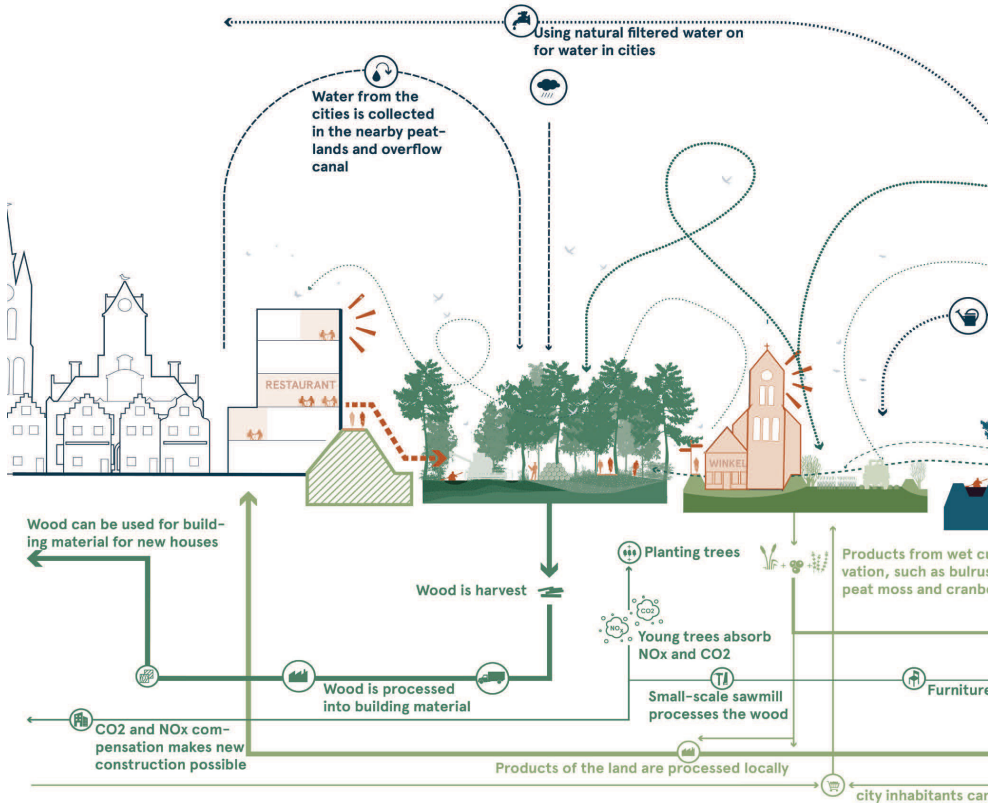 Using natural filtered water on
for water in cities
Water from the
cities is collected
in the nearby peat-
lands and overflow
canal
RESTAURANT
WINKEL
Wood can be used for build-
ing material for new houses
Wood is harvest
Planting trees
Products from wet cu
vation, such as bulrus
peat moss and cranbe
NOx
CO2
Young trees absorb
NOx and CO2
Wood is processed
into building material
Small-scale sawmill
processes the wood
Furniture
CO2 and NOx com-
pensation makes new
construction possible
Products of the land are processed locally
city inhabitants can